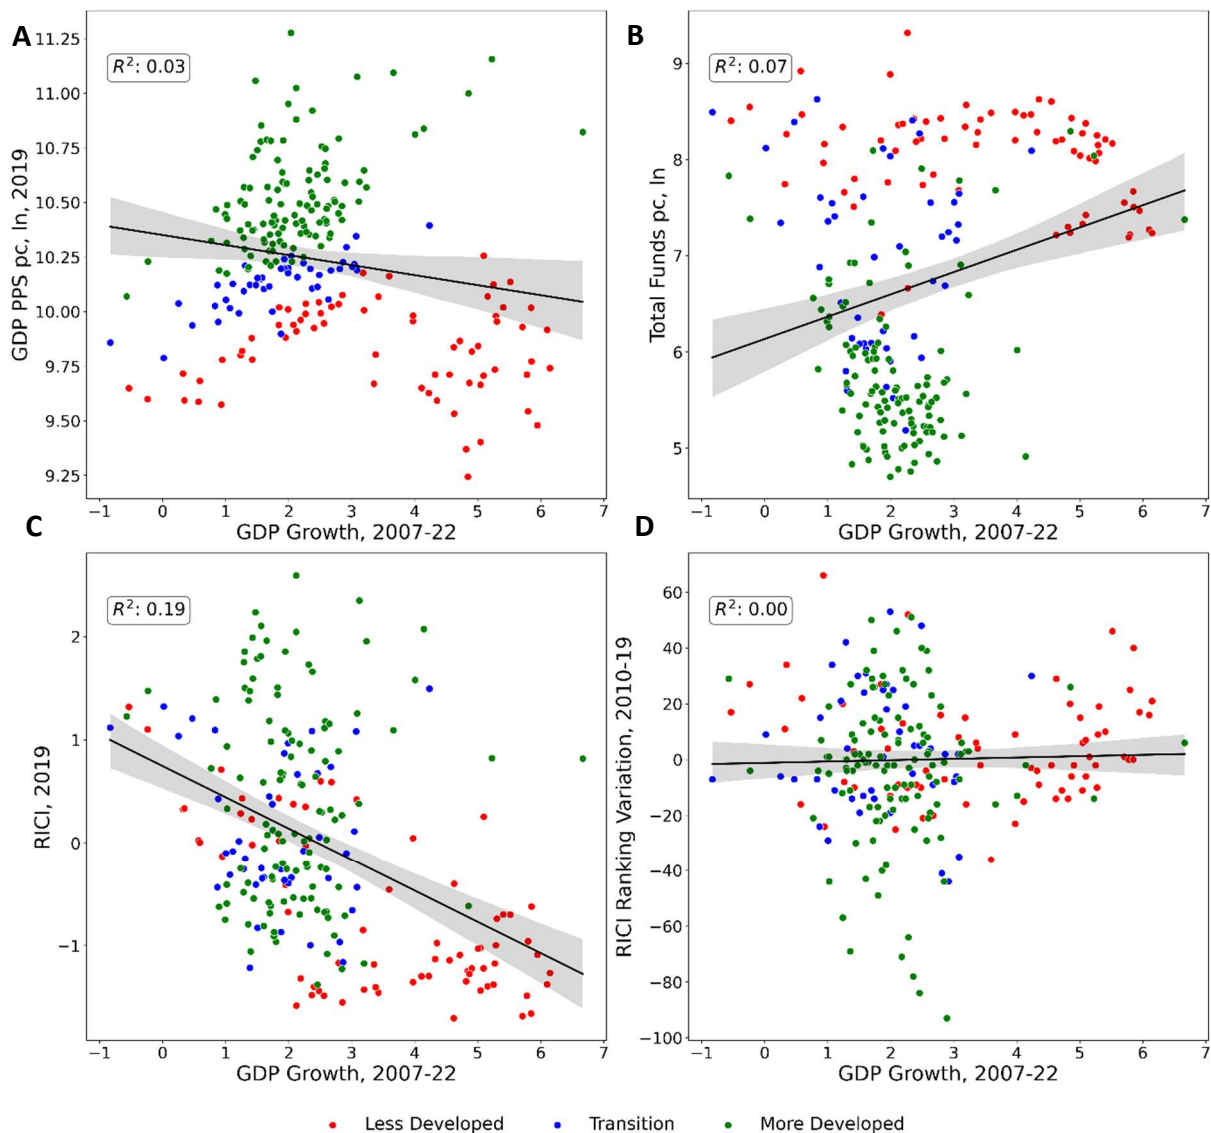 A
R²: 0.03
GDP PPS pc, ln, 2019
11.25
11.00
10.75
10.50
10.25
10.00
9.75
9.50
9.25
−1 0 1 2 3 4 5 6 7
GDP Growth, 2007-22
B
R²: 0.07
Total Funds pc, ln
9
8
7
6
5
−1 0 1 2 3 4 5 6 7
GDP Growth, 2007-22
C
R²: 0.19
RICI, 2019
2
1
0
−1
−1 0 1 2 3 4 5 6 7
GDP Growth, 2007-22
D
R²: 0.00
RICI Ranking Variation, 2010-19
60
40
20
0
−20
−40
−60
−80
−100
−1 0 1 2 3 4 5 6 7
GDP Growth, 2007-22
Less Developed Transition More Developed